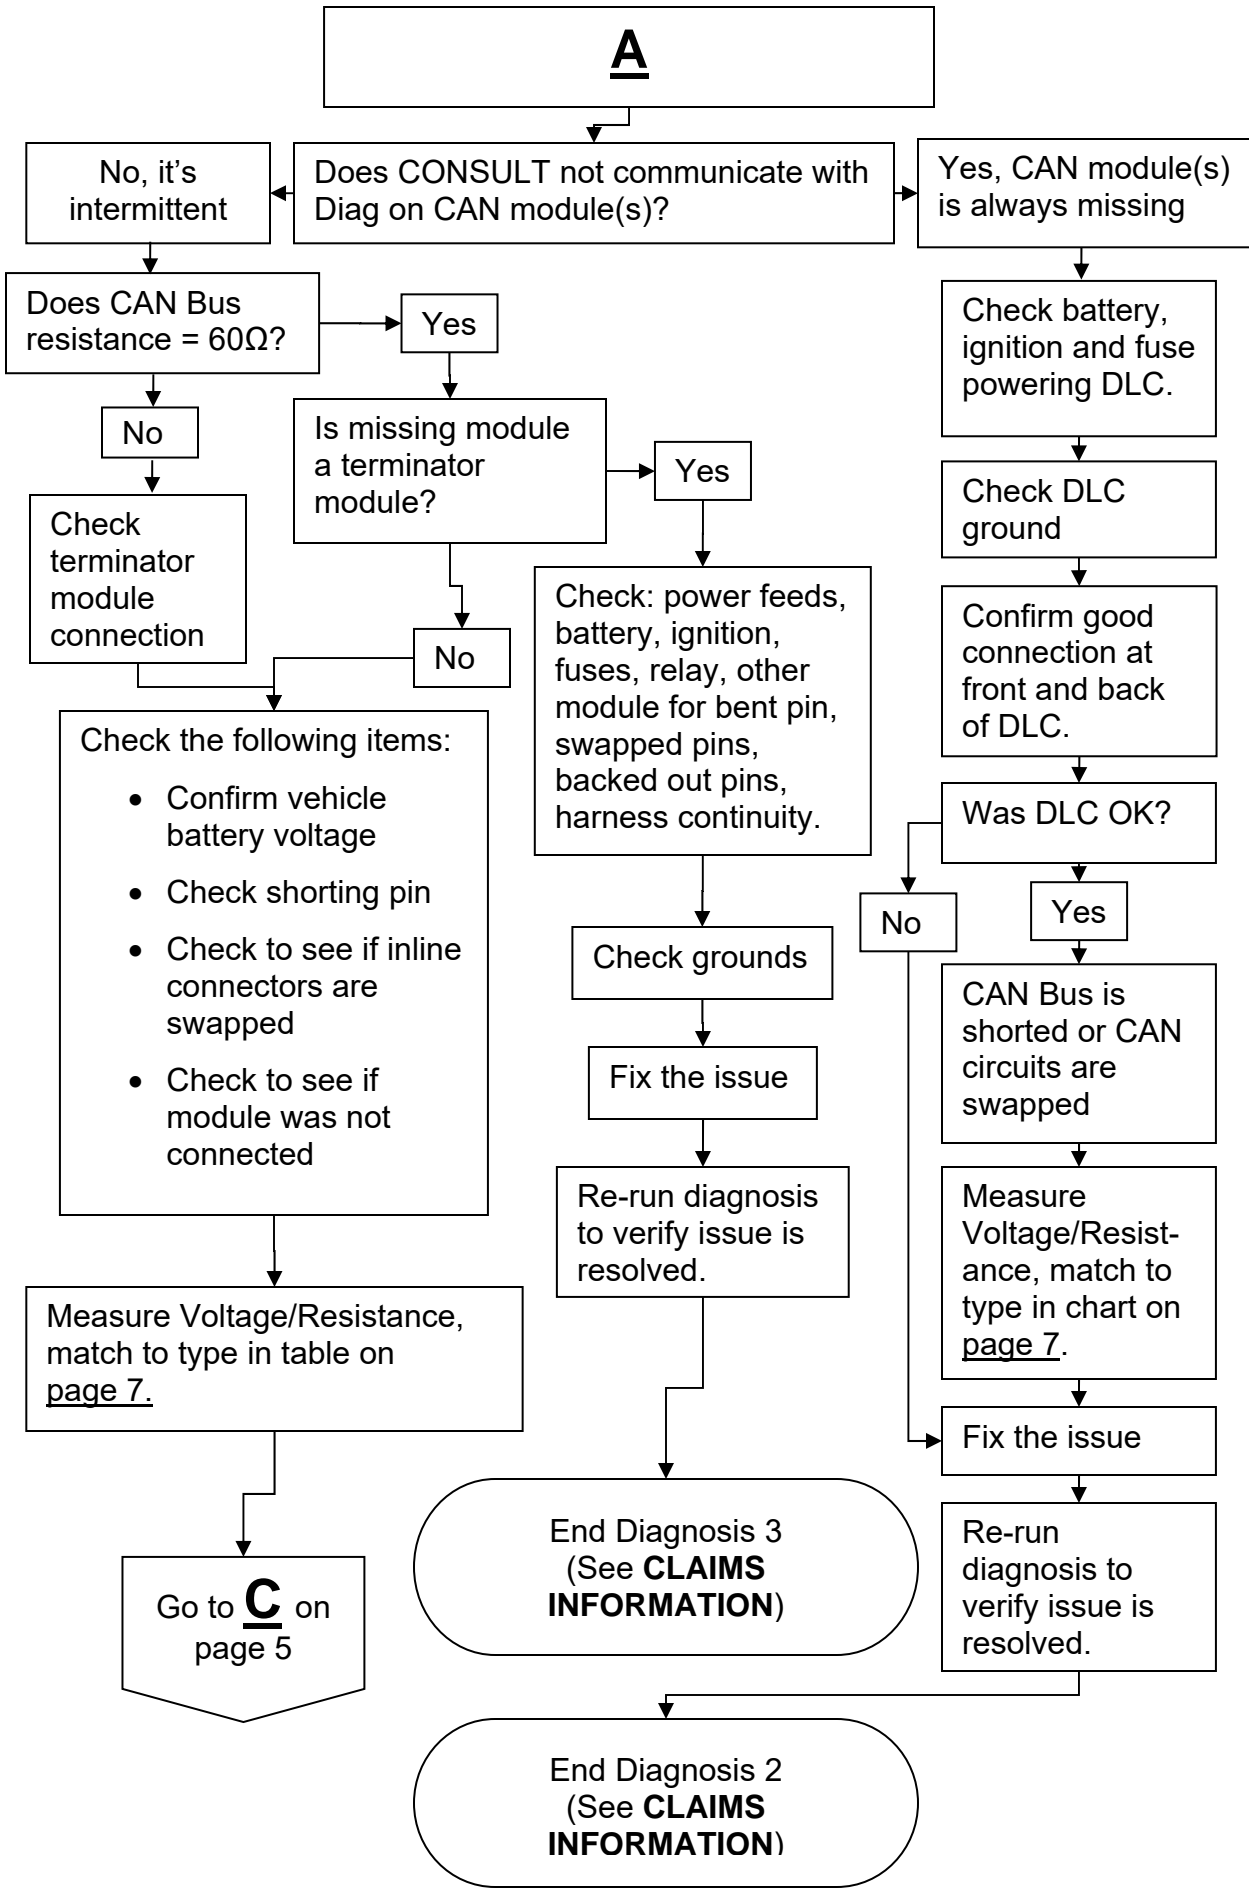 A
No, it's
intermittent
Does CONSULT not communicate with
Diag on CAN module(s)?
Yes, CAN module(s)
is always missing
Does CAN Bus
resistance = 60Ω?
Yes
No
Check
terminator
module
connection
Is missing module
a terminator
module?
Yes
No
Check the following items:
• Confirm vehicle
battery voltage
• Check shorting pin
• Check to see if inline
connectors are
swapped
• Check to see if
module was not
connected
Measure Voltage/Resistance,
match to type in table on
page 7.
Go to C on
page 5
Check: power feeds,
battery, ignition,
fuses, relay, other
module for bent pin,
swapped pins,
backed out pins,
harness continuity.
Check grounds
Fix the issue
Re-run diagnosis
to verify issue is
resolved.
End Diagnosis 3
(See CLAIMS
INFORMATION)
Check battery,
ignition and fuse
powering DLC.
Check DLC
ground
Confirm good
connection at
front and back
of DLC.
Was DLC OK?
No
Yes
CAN Bus is
shorted or CAN
circuits are
swapped
Measure
Voltage/Resist-
ance, match to
type in chart on
page 7.
Fix the issue
Re-run
diagnosis to
verify issue is
resolved.
End Diagnosis 2
(See CLAIMS
INFORMATION)